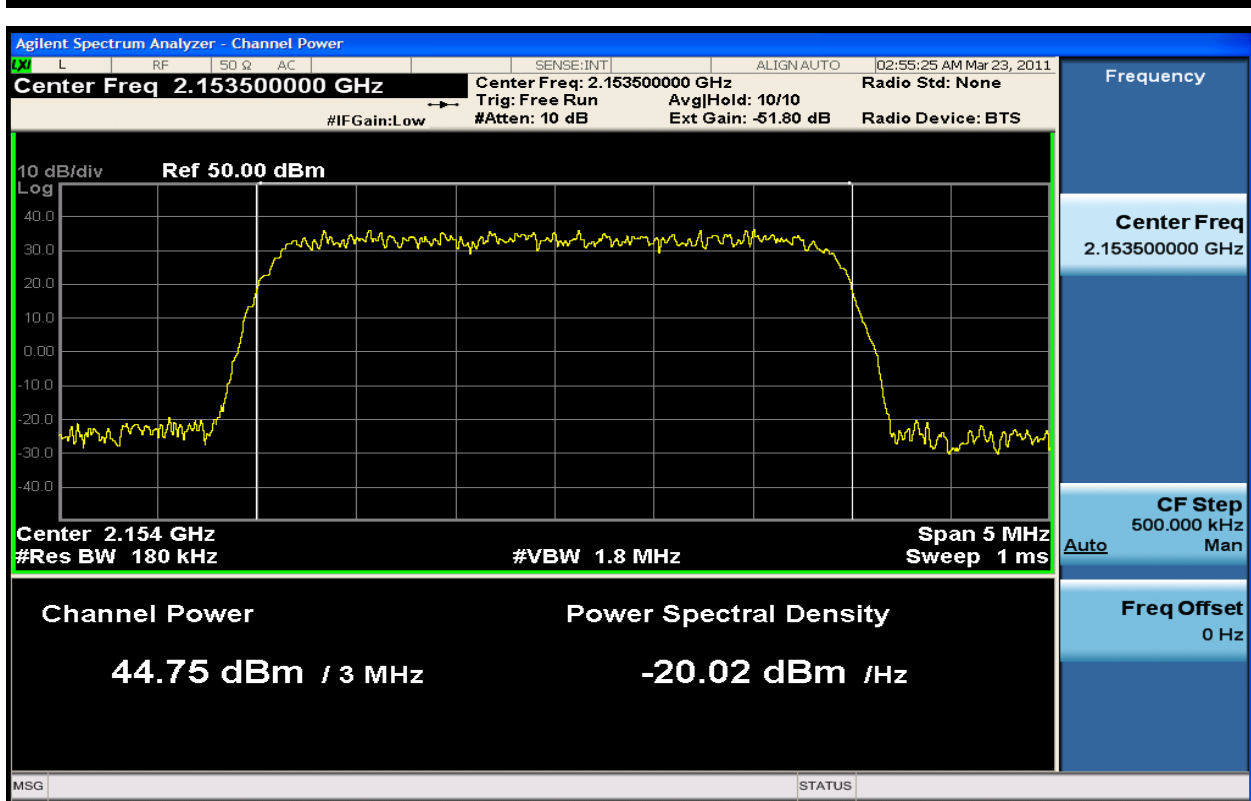 Agilent Spectrum Analyzer - Channel Power
LXI L RF 50 Ω AC SENSE:INT ALIGN AUTO 02:55:25 AM Mar 23, 2011
Center Freq 2.153500000 GHz
#IFGain:Low
Center Freq: 2.153500000 GHz
Trig: Free Run Avg|Hold: 10/10
#Atten: 10 dB Ext Gain: -51.80 dB
Radio Std: None
Radio Device: BTS
10 dB/div Ref 50.00 dBm
Log
40.0
30.0
20.0
10.0
0.00
-10.0
-20.0
-30.0
-40.0
Center 2.154 GHz Span 5 MHz
#Res BW 180 kHz #VBW 1.8 MHz Sweep 1 ms
Channel Power Power Spectral Density
44.75 dBm / 3 MHz -20.02 dBm /Hz
Frequency
Center Freq
2.153500000 GHz
CF Step
500.000 kHz
Auto Man
Freq Offset
0 Hz
MSG STATUS